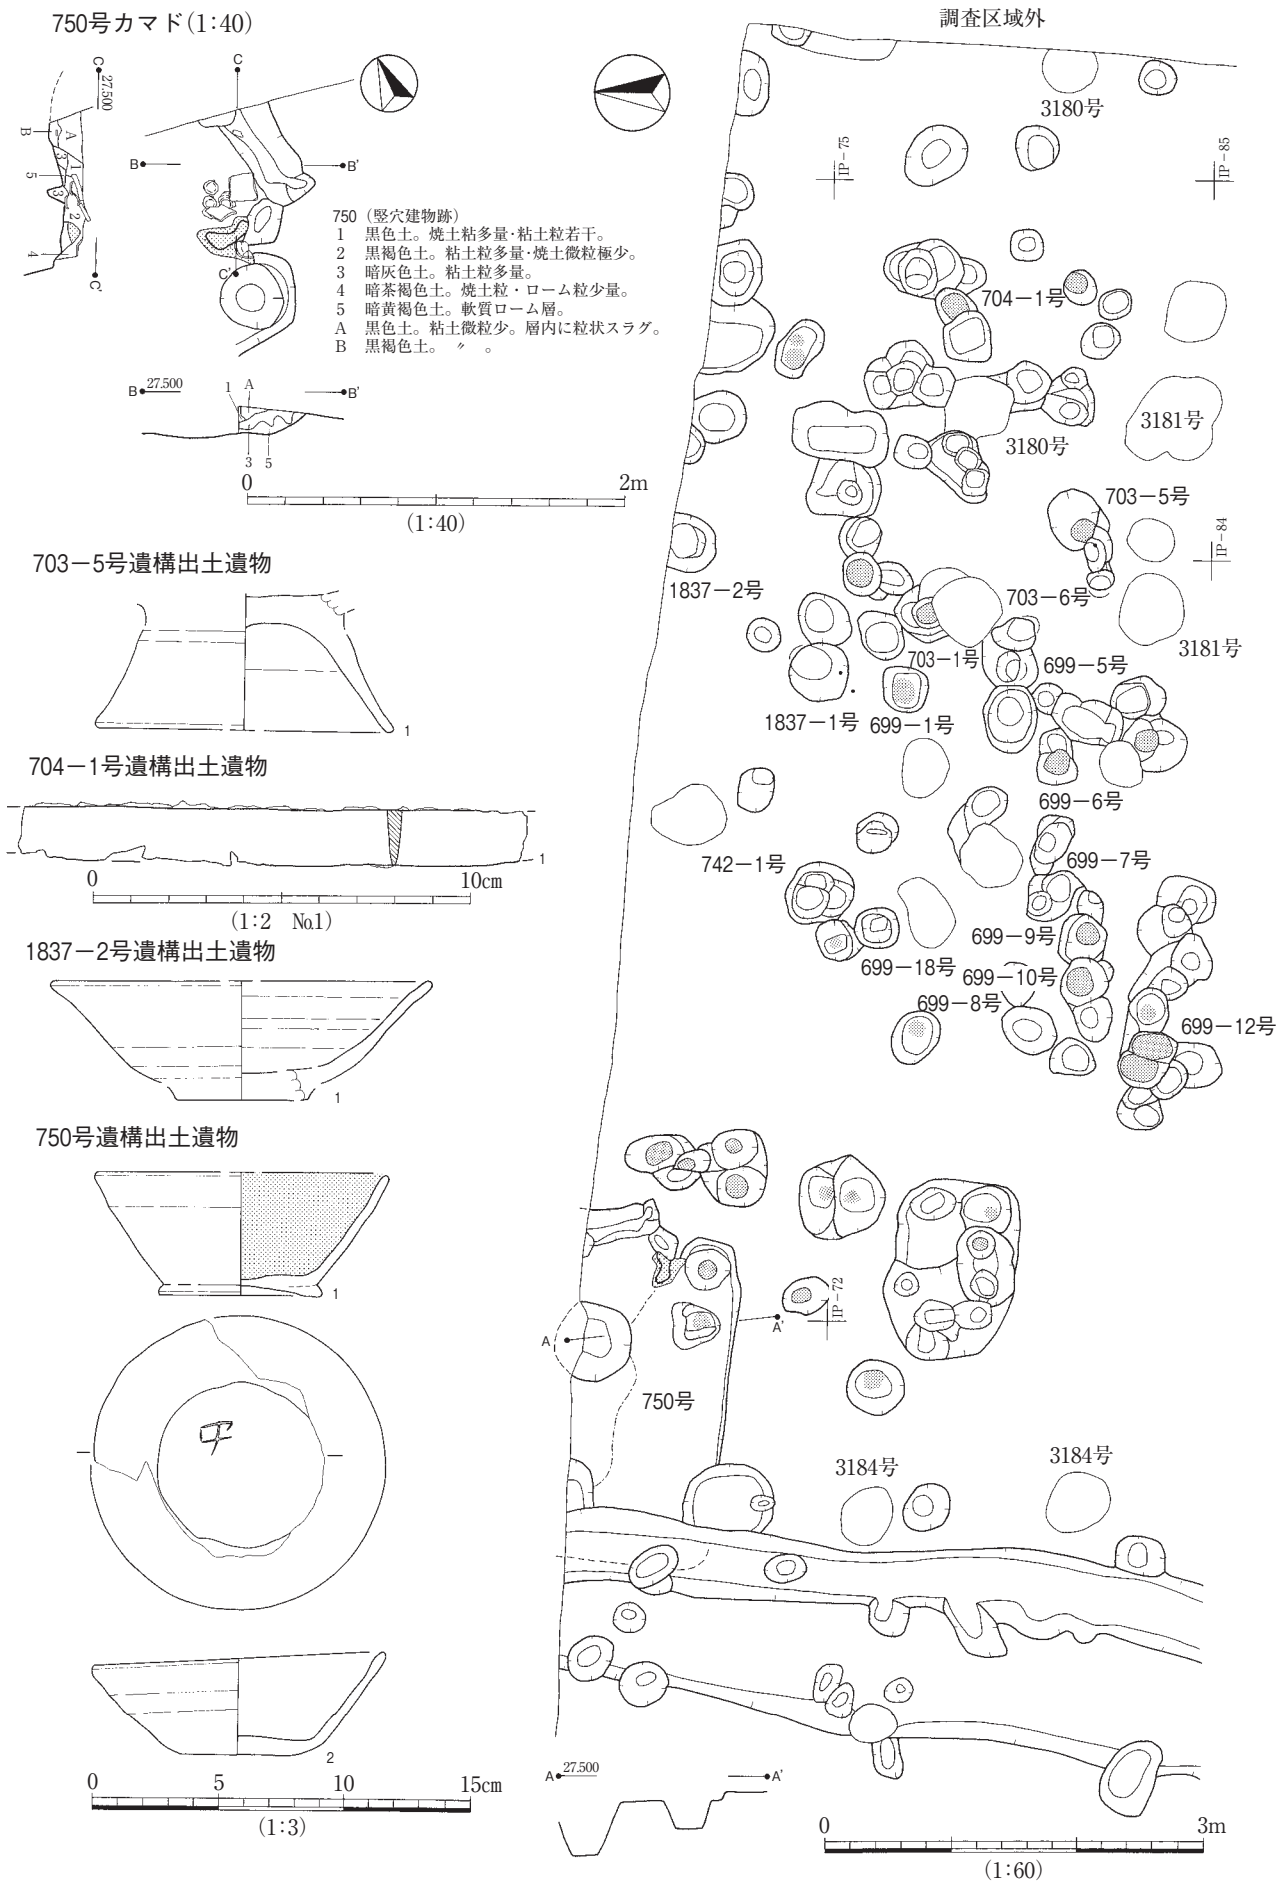 750号カマド(1:40)
C
27.500
B
A
3
1
5
3
2
4
C'
C
B
B'
C'
750（竪穴建物跡）
1 黒色土。焼土粘多量・粘土粒若干。
2 黒褐色土。粘土粒多量・焼土微粒極少。
3 暗灰色土。粘土粒多量。
4 暗茶褐色土。焼土粒・ローム粒少量。
5 暗黄褐色土。軟質ローム層。
A 黒色土。粘土微粒少。層内に粒状スラグ。
B 黒褐色土。 〃 。
B 27.500
1 A
B'
3 5
0 2m
(1:40)
703－5号遺構出土遺物
1
704－1号遺構出土遺物
1
0 10cm
(1:2 No.1)
1837－2号遺構出土遺物
1
750号遺構出土遺物
1
2
0 5 10 15cm
(1:3)
調査区域外
3180号
IP-75
IP-85
704－1号
3181号
3180号
703－5号
IP-84
1837－2号
703－6号
3181号
703－1号
699－5号
1837－1号
699－1号
699－6号
742－1号
699－7号
699－9号
699－18号
699－10号
699－8号
699－12号
A
A'
IP-72
750号
3184号
3184号
A 27.500
A'
0 3m
(1:60)